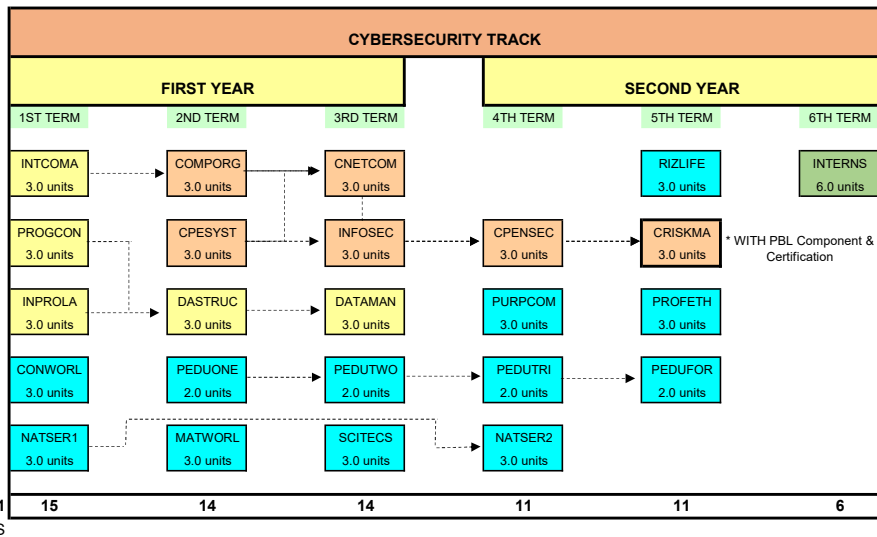 CYBERSECURITY TRACK
FIRST YEAR
SECOND YEAR
1ST TERM
2ND TERM
3RD TERM
4TH TERM
5TH TERM
6TH TERM
INTCOMA
3.0 units
COMPORG
3.0 units
CNETCOM
3.0 units
RIZLIFE
3.0 units
INTERNS
6.0 units
PROGCON
3.0 units
CPESYST
3.0 units
INFOSEC
3.0 units
CPENSEC
3.0 units
CRISKMA
3.0 units
* WITH PBL Component &
Certification
INPROLA
3.0 units
DASTRUC
3.0 units
DATAMAN
3.0 units
PURPCOM
3.0 units
PROFETH
3.0 units
CONWORL
3.0 units
PEDUONE
2.0 units
PEDUTWO
2.0 units
PEDUTRI
2.0 units
PEDUFOR
2.0 units
NATSER1
3.0 units
MATWORL
3.0 units
SCITECS
3.0 units
NATSER2
3.0 units
15
14
14
11
11
6